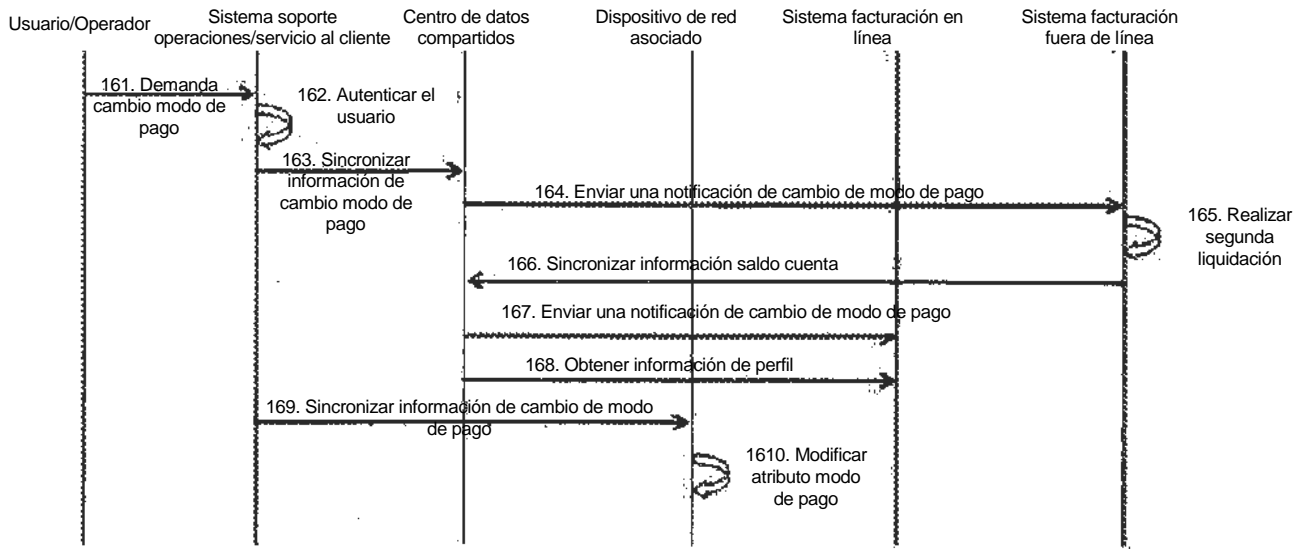 Usuario/Operador
Sistema soporte
operaciones/servicio al cliente
Centro de datos
compartidos
Dispositivo de red
asociado
Sistema facturación en
línea
Sistema facturación
fuera de línea
161. Demanda
cambio modo de
pago
162. Autenticar el
usuario
163. Sincronizar
información de
cambio modo de
pago
164. Enviar una notificación de cambio de modo de pago
165. Realizar
segunda
liquidación
166. Sincronizar información saldo cuenta
167. Enviar una notificación de cambio de modo de pago
168. Obtener información de perfil
169. Sincronizar información de cambio de modo
de pago
1610. Modificar
atributo modo
de pago